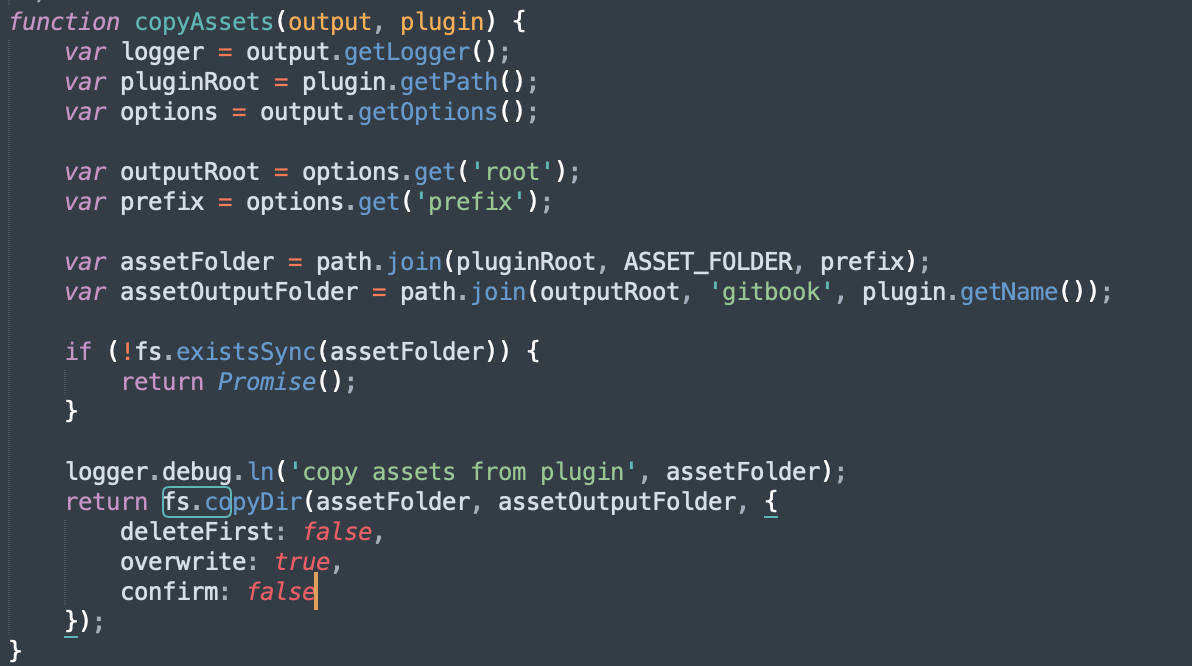 function copyAssets(output, plugin) {
    var logger = output.getLogger();
    var pluginRoot = plugin.getPath();
    var options = output.getOptions();

    var outputRoot = options.get('root');
    var prefix = options.get('prefix');

    var assetFolder = path.join(pluginRoot, ASSET_FOLDER, prefix);
    var assetOutputFolder = path.join(outputRoot, 'gitbook', plugin.getName());

    if (!fs.existsSync(assetFolder)) {
        return Promise();
    }

    logger.debug.ln('copy assets from plugin', assetFolder);
    return fs.copyDir(assetFolder, assetOutputFolder, {
        deleteFirst: false,
        overwrite: true,
        confirm: false
    });
}